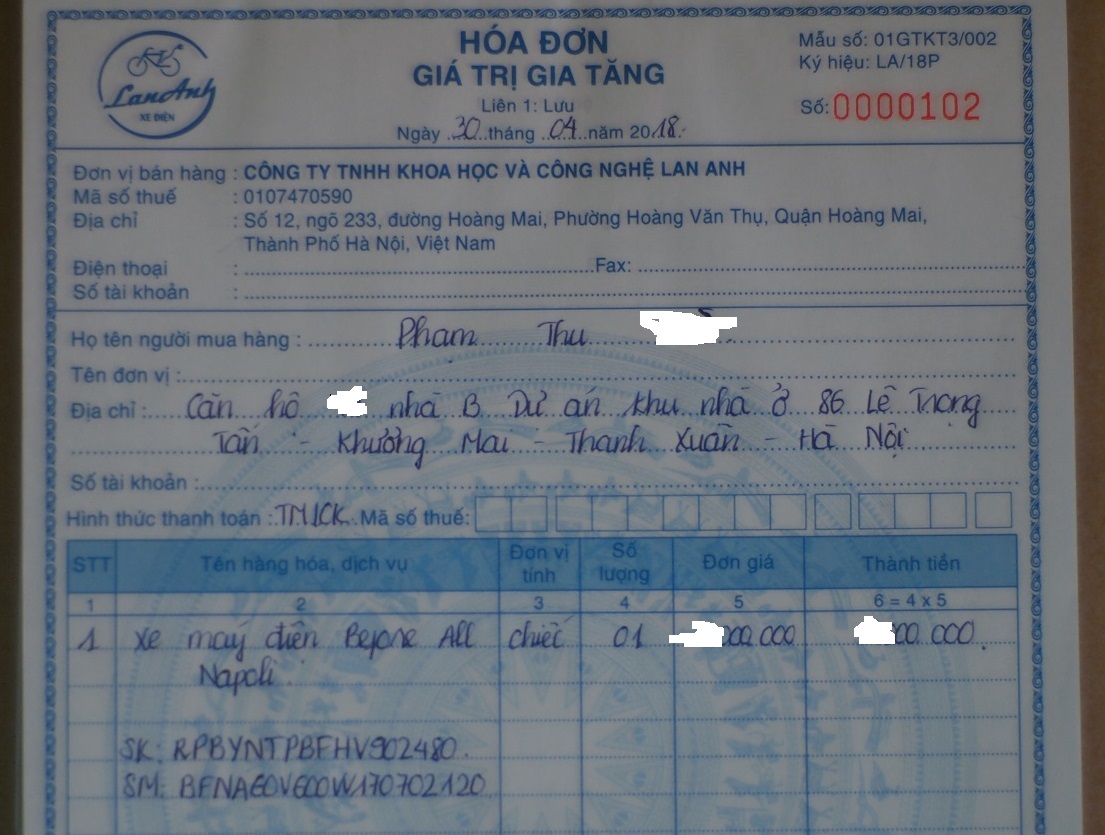 LanAnh
XE ĐIỆN
HÓA ĐƠN
GIÁ TRỊ GIA TĂNG
Liên 1: Lưu
Ngày 30 tháng 04 năm 2018.
Mẫu số: 01GTKT3/002
Ký hiệu: LA/18P
Số: 0000102
Đơn vị bán hàng : CÔNG TY TNHH KHOA HỌC VÀ CÔNG NGHỆ LAN ANH
Mã số thuế : 0107470590
Địa chỉ : Số 12, ngõ 233, đường Hoàng Mai, Phường Hoàng Văn Thụ, Quận Hoàng Mai,
Thành Phố Hà Nội, Việt Nam
Điện thoại : Fax:
Số tài khoản :
Họ tên người mua hàng : Phạm Thu
Tên đơn vị :
Địa chỉ : Căn hộ nhà B Dự án khu nhà ở 86 Lê Trọng
Tấn - Khương Mai - Thanh Xuân - Hà Nội
Số tài khoản :
Hình thức thanh toán : TM/CK Mã số thuế:
STT Tên hàng hóa, dịch vụ Đơn vị tính Số lượng Đơn giá Thành tiền
1 2 3 4 5 6 = 4 x 5
1 Xe máy điện Before All chiếc 01 000.000 00.000.
Napoli.
SK: RPBYNTPBFHV902480.
SM: BFNA60V600W170702120